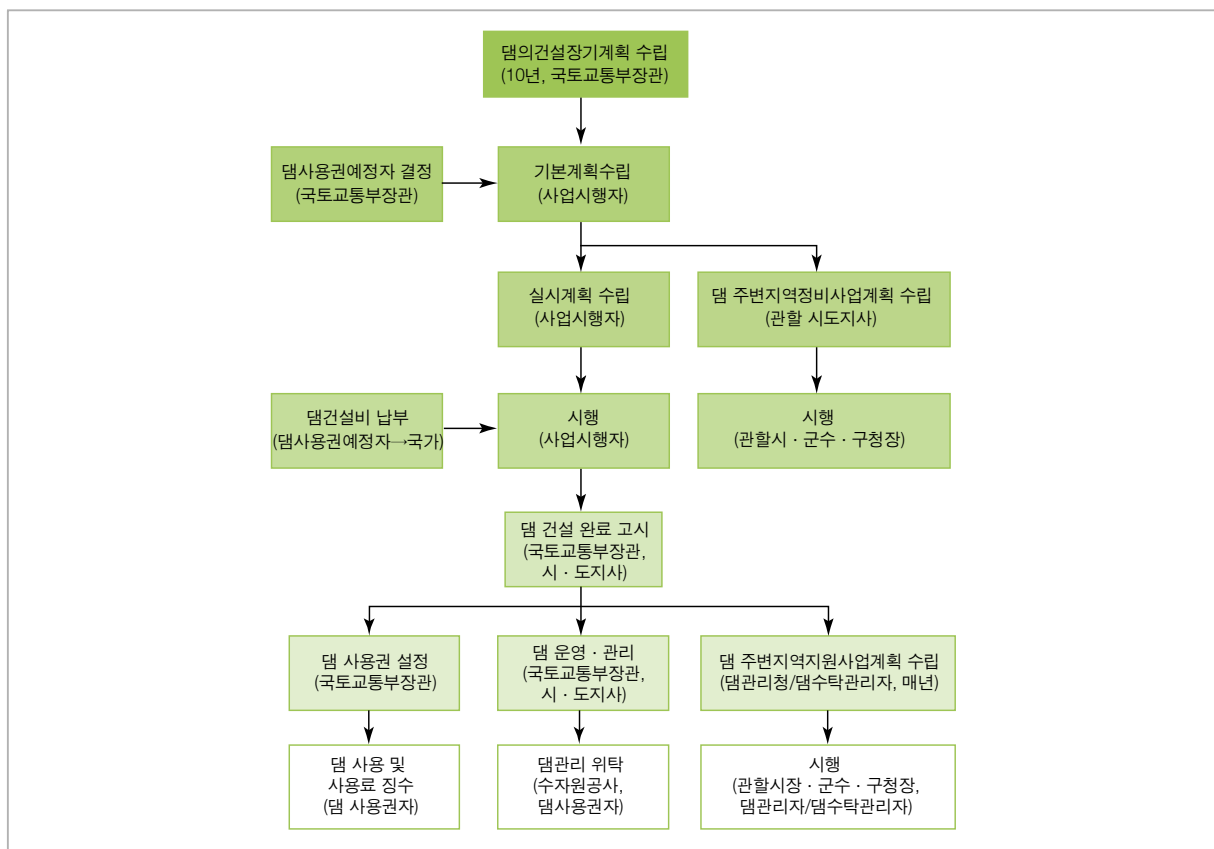 댐의건설장기계획 수립
(10년, 국토교통부장관)
댐사용권예정자 결정
(국토교통부장관)
기본계획수립
(사업시행자)
실시계획 수립
(사업시행자)
댐 주변지역정비사업계획 수립
(관할 시도지사)
댐건설비 납부
(댐사용권예정자→국가)
시행
(사업시행자)
시행
(관할시 · 군수 · 구청장)
댐 건설 완료 고시
(국토교통부장관,
시 · 도지사)
댐 사용권 설정
(국토교통부장관)
댐 운영 · 관리
(국토교통부장관,
시 · 도지사)
댐 주변지역지원사업계획 수립
(댐관리청/댐수탁관리자, 매년)
댐 사용 및
사용료 징수
(댐 사용권자)
댐관리 위탁
(수자원공사,
댐사용권자)
시행
(관할시장 · 군수 · 구청장,
댐관리자/댐수탁관리자)